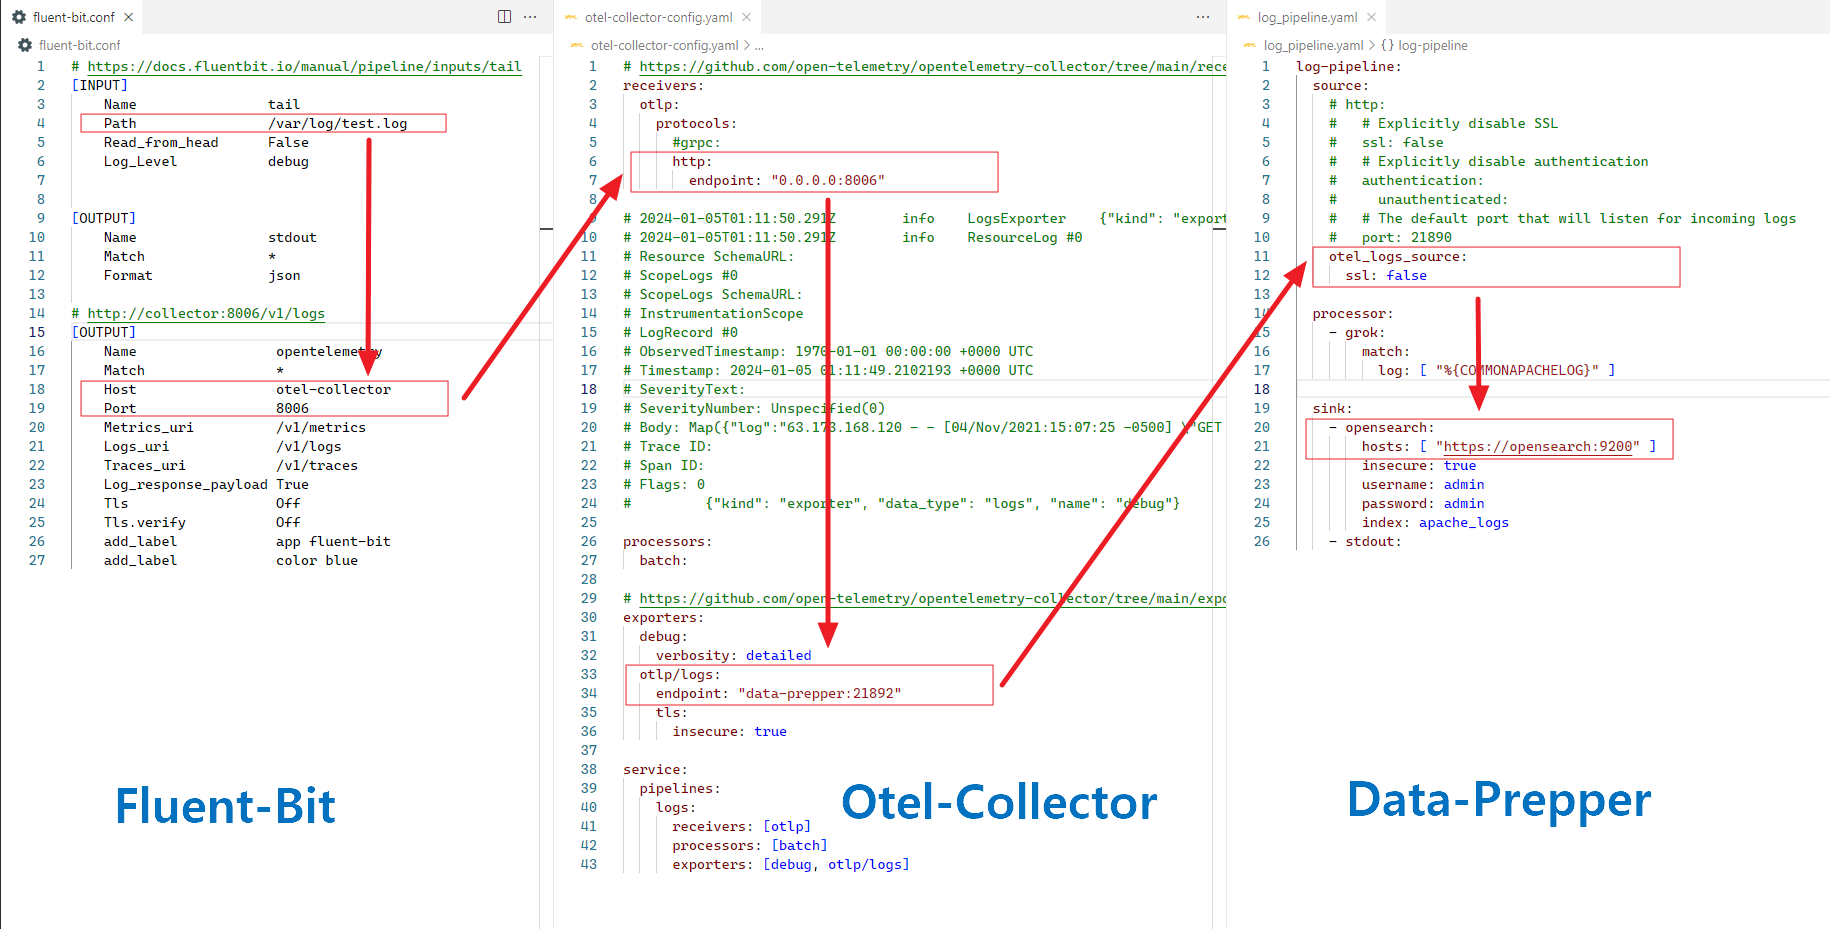 fluent-bit.conf
fluent-bit.conf
1 # https://docs.fluentbit.io/manual/pipeline/inputs/tail
2 [INPUT]
3 Name tail
4 Path /var/log/test.log
5 Read_from_head False
6 Log_Level debug
7
8
9 [OUTPUT]
10 Name stdout
11 Match *
12 Format json
13
14 # http://collector:8006/v1/logs
15 [OUTPUT]
16 Name opentelemetry
17 Match *
18 Host otel-collector
19 Port 8006
20 Metrics_uri /v1/metrics
21 Logs_uri /v1/logs
22 Traces_uri /v1/traces
23 Log_response_payload True
24 Tls Off
25 Tls.verify Off
26 add_label app fluent-bit
27 add_label color blue
Fluent-Bit
otel-collector-config.yaml
otel-collector-config.yaml > ...
1 # https://github.com/open-telemetry/opentelemetry-collector/tree/main/rece
2 receivers:
3 otlp:
4 protocols:
5 #grpc:
6 http:
7 endpoint: "0.0.0.0:8006"
8
9 # 2024-01-05T01:11:50.291Z info LogsExporter {"kind": "export
10 # 2024-01-05T01:11:50.291Z info ResourceLog #0
11 # Resource SchemaURL:
12 # ScopeLogs #0
13 # ScopeLogs SchemaURL:
14 # InstrumentationScope
15 # LogRecord #0
16 # ObservedTimestamp: 1970-01-01 00:00:00 +0000 UTC
17 # Timestamp: 2024-01-05 01:11:49.2102193 +0000 UTC
18 # SeverityText:
19 # SeverityNumber: Unspecified(0)
20 # Body: Map({"log":"63.173.168.120 - - [04/Nov/2021:15:07:25 -0500] \"GET
21 # Trace ID:
22 # Span ID:
23 # Flags: 0
24 # {"kind": "exporter", "data_type": "logs", "name": "debug"}
25
26 processors:
27 batch:
28
29 # https://github.com/open-telemetry/opentelemetry-collector/tree/main/expo
30 exporters:
31 debug:
32 verbosity: detailed
33 otlp/logs:
34 endpoint: "data-prepper:21892"
35 tls:
36 insecure: true
37
38 service:
39 pipelines:
40 logs:
41 receivers: [otlp]
42 processors: [batch]
43 exporters: [debug, otlp/logs]
Otel-Collector
log_pipeline.yaml
log_pipeline.yaml > {} log-pipeline
1 log-pipeline:
2 source:
3 # http:
4 # # Explicitly disable SSL
5 # ssl: false
6 # # Explicitly disable authentication
7 # authentication:
8 # unauthenticated:
9 # # The default port that will listen for incoming logs
10 # port: 21890
11 otel_logs_source:
12 ssl: false
13
14 processor:
15 - grok:
16 match:
17 log: [ "%{COMMONAPACHELOG}" ]
18
19 sink:
20 - opensearch:
21 hosts: [ "https://opensearch:9200" ]
22 insecure: true
23 username: admin
24 password: admin
25 index: apache_logs
26 - stdout:
Data-Prepper